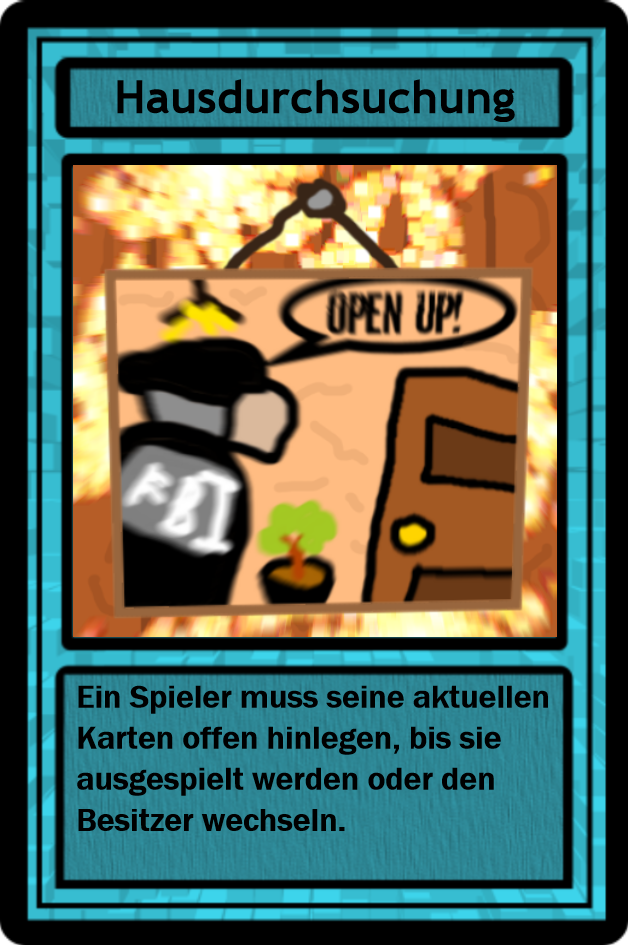 Hausdurchsuchung
OPEN UP!
FBI
Ein Spieler muss seine aktuellen
Karten offen hinlegen, bis sie
ausgespielt werden oder den
Besitzer wechseln.